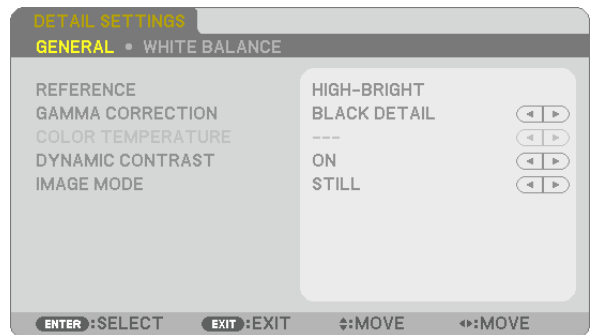 DETAIL SETTINGS
GENERAL • WHITE BALANCE
REFERENCE HIGH-BRIGHT
GAMMA CORRECTION BLACK DETAIL
COLOR TEMPERATURE ---
DYNAMIC CONTRAST ON
IMAGE MODE STILL
ENTER :SELECT EXIT :EXIT :MOVE :MOVE